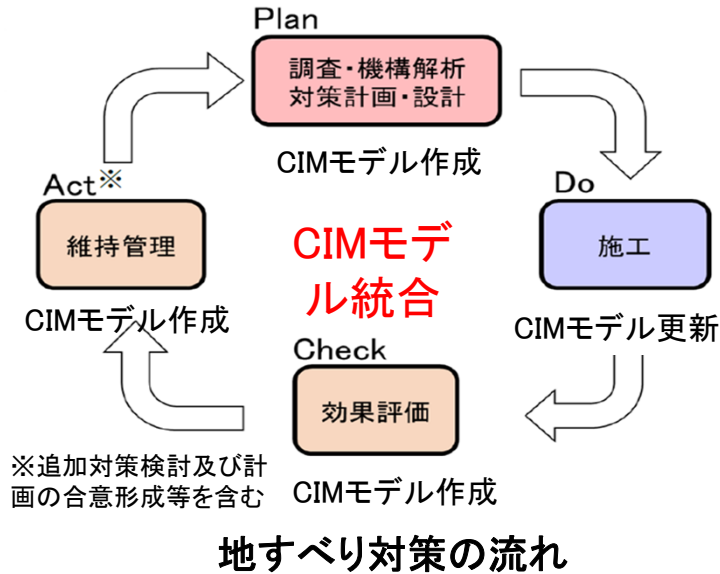 Plan
調査・機構解析
対策計画・設計
CIMモデル作成
Act※
維持管理
CIMモデル作成
CIMモデ
ル統合
Do
施工
CIMモデル更新
Check
効果評価
CIMモデル作成
※追加対策検討及び計
画の合意形成等を含む
地すべり対策の流れ